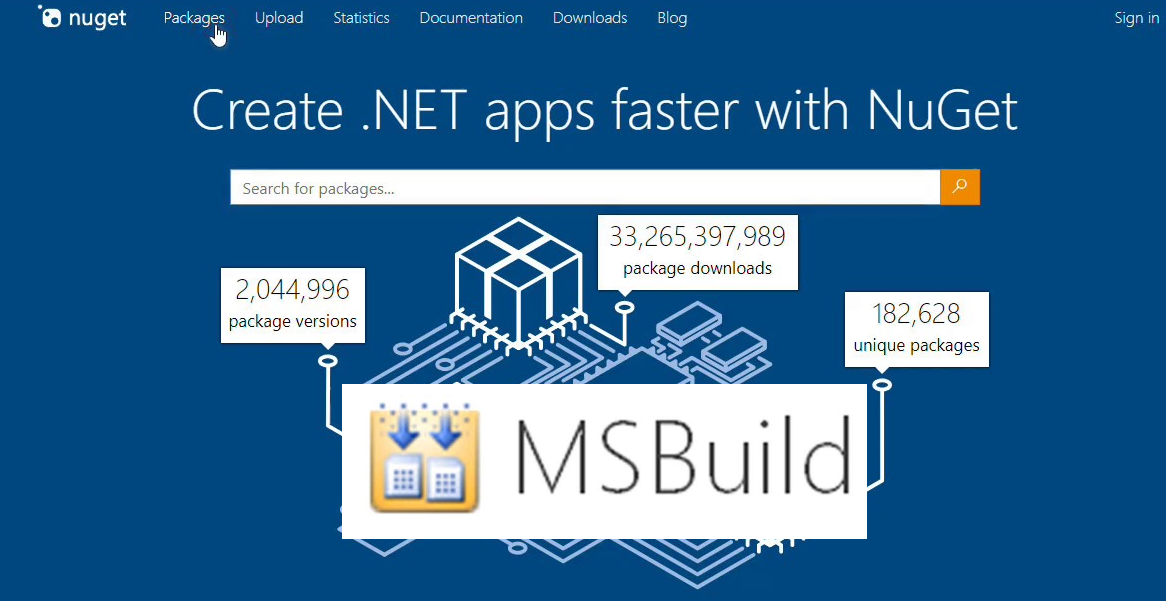 nuget Packages Upload Statistics Documentation Downloads Blog Sign in
Create .NET apps faster with NuGet
Search for packages...
33,265,397,989
package downloads
2,044,996
package versions
182,628
unique packages
MSBuild